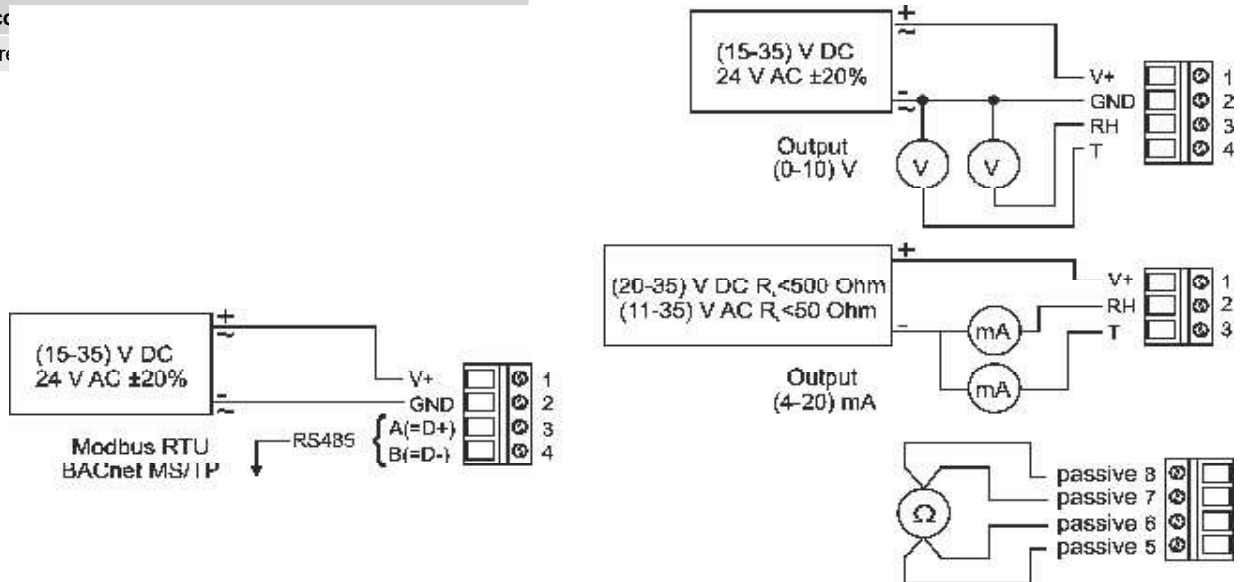 (15-35) V DC
24 V AC ±20%
+
~
-
~
V+
GND
RH
T
1
2
3
4
Output
(0-10) V
V
V
(20-35) V DC R <500 Ohm
(11-35) V AC R <50 Ohm
+
-
V+
RH
T
1
2
3
mA
mA
Output
(4-20) mA
(15-35) V DC
24 V AC ±20%
+
~
-
~
V+
GND
A(=D+)
B(=D-)
1
2
3
4
RS485
Modbus RTU
BACnet MS/TP
passive 8
passive 7
passive 6
passive 5
Ω